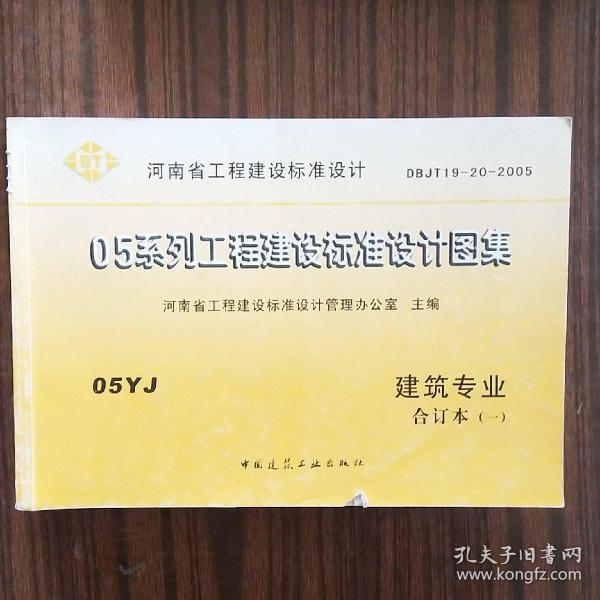 河南省工程建设标准设计 DBJT19-20-2005
05系列工程建设标准设计图集
河南省工程建设标准设计管理办公室 主编
05YJ 建筑专业
合订本(一)
中国建筑工业出版社
孔夫子旧书网
www.kongfz.com